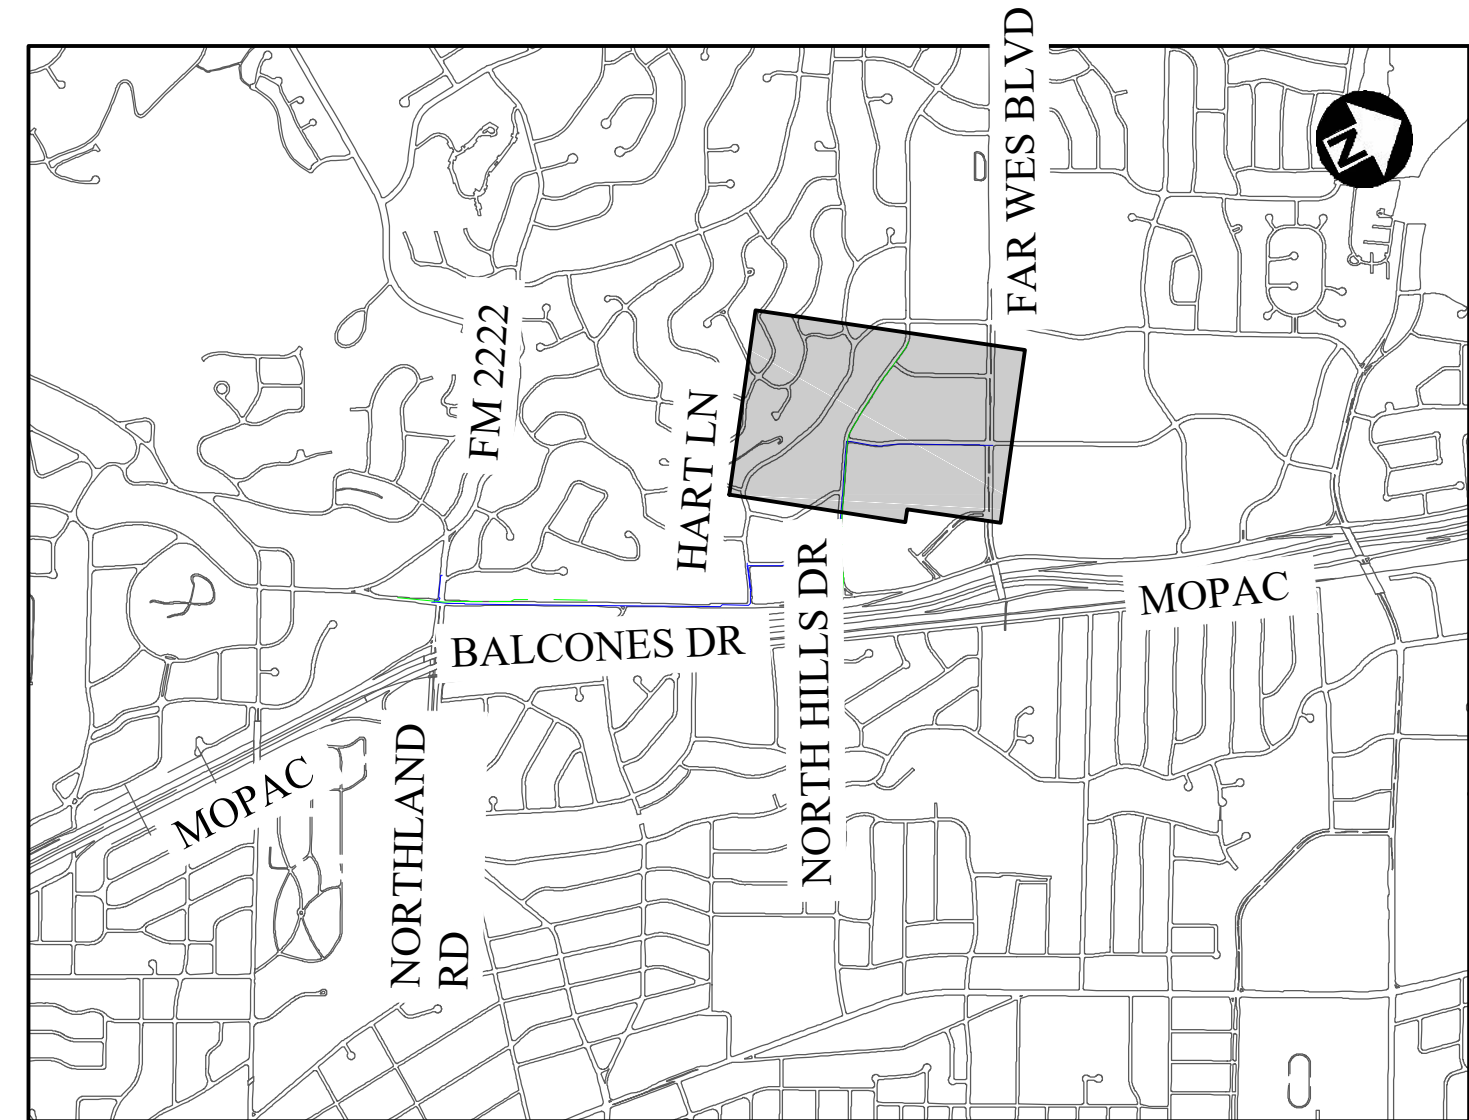 FAR WES BLVD
N
FM 2222
HART LN
MOPAC
BALCONES DR
NORTH HILLS DR
MOPAC
NORTHLAND
RD